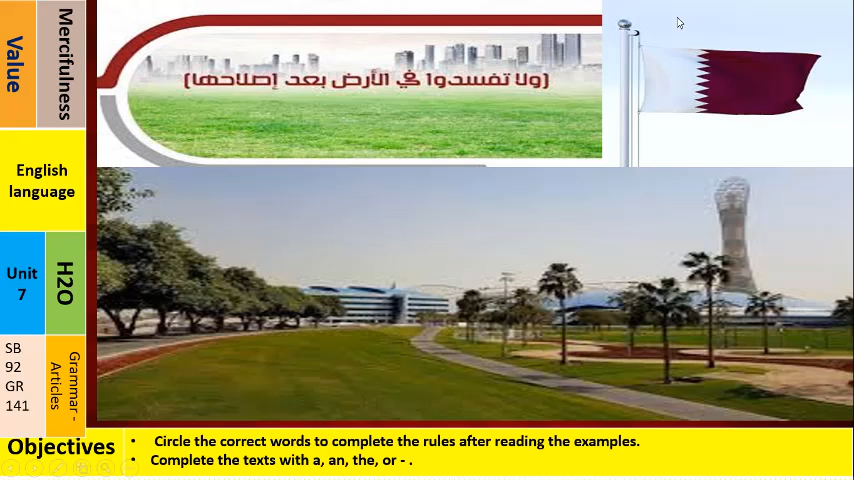 Value
Mercifulness
(ولا تفسدوا في الأرض بعد إصلاحها)
English
language
Unit
7
H2O
SB
92
GR
141
Grammar -
Articles
Objectives
• Circle the correct words to complete the rules after reading the examples.
• Complete the texts with a, an, the, or - .